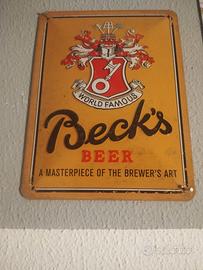 WORLD FAMOUS
Beck's
BEER
A MASTERPIECE OF THE BREWER'S ART